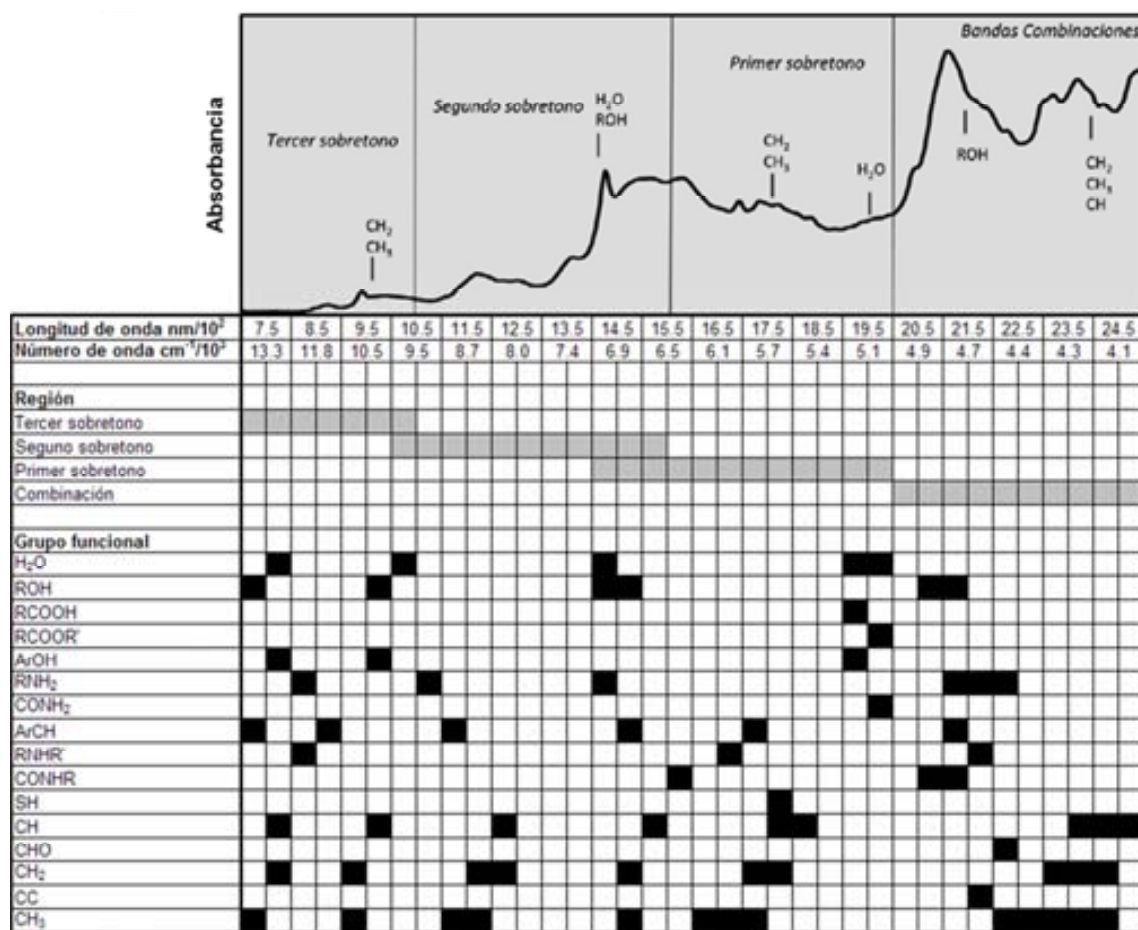 Bandas Combinaciones
Primer sobretono
Segundo sobretono
Tercer sobretono
Absorbancia
H₂O
ROH
CH₂
CH₃
CH₂
CH₃
H₂O
ROH
CH₂
CH₃
CH
Longitud de onda nm/10² 7.5 8.5 9.5 10.5 11.5 12.5 13.5 14.5 15.5 16.5 17.5 18.5 19.5 20.5 21.5 22.5 23.5 24.5
Número de onda cm⁻¹/10³ 13.3 11.8 10.5 9.5 8.7 8.0 7.4 6.9 6.5 6.1 5.7 5.4 5.1 4.9 4.7 4.4 4.3 4.1
Región
Tercer sobretono
Seguno sobretono
Primer sobretono
Combinación
Grupo funcional
H₂O
ROH
RCOOH
RCOOR'
ArOH
RNH₂
CONH₂
ArCH
RNHR'
CONHR
SH
CH
CHO
CH₂
CC
CH₃